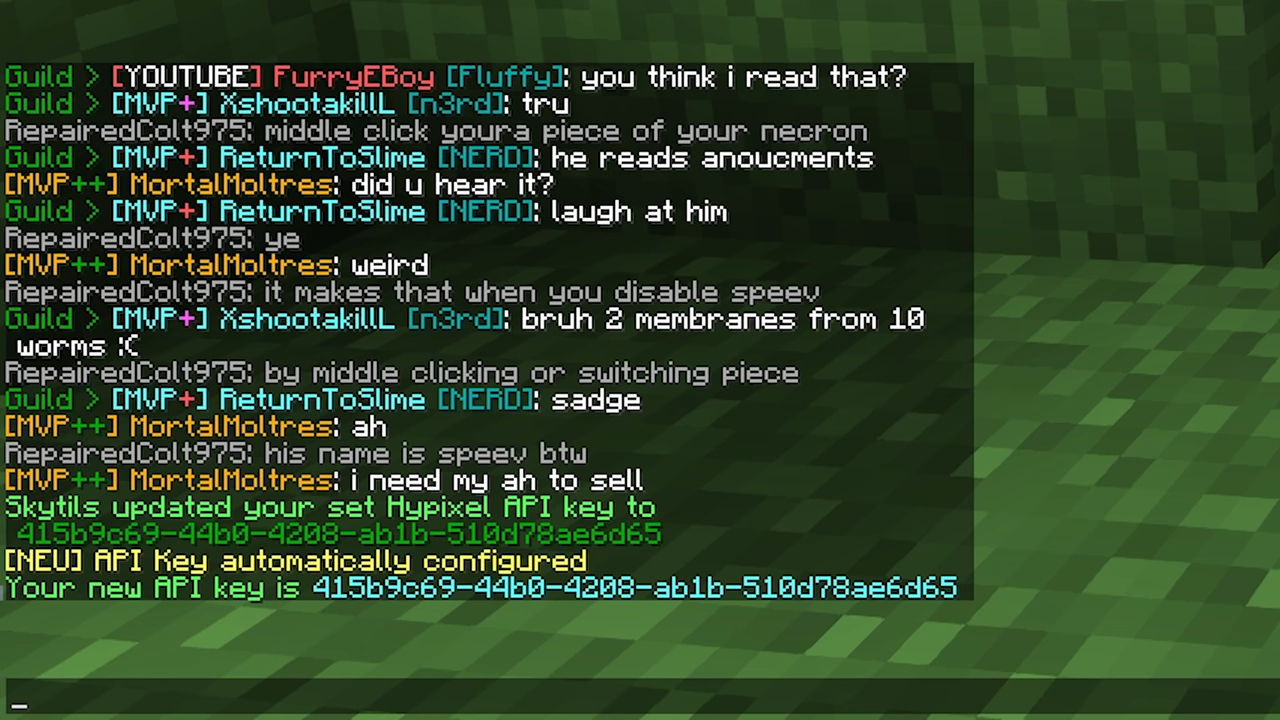 Guild > [YOUTUBE] FurryEBoy [Fluffy]: you think i read that?
Guild > [MVP+] XshootakillL [n3rd]: tru
RepairedColt975: middle click youra piece of your necron
Guild > [MVP+] ReturnToSlime [NERD]: he reads anoucments
[MVP++] MortalMoltres: did u hear it?
Guild > [MVP+] ReturnToSlime [NERD]: laugh at him
RepairedColt975: ye
[MVP++] MortalMoltres: weird
RepairedColt975: it makes that when you disable speev
Guild > [MVP+] XshootakillL [n3rd]: bruh 2 membranes from 10
worms :(
RepairedColt975: by middle clicking or switching piece
Guild > [MVP+] ReturnToSlime [NERD]: sadge
[MVP++] MortalMoltres: ah
RepairedColt975: his name is speev btw
[MVP++] MortalMoltres: i need my ah to sell
Skytils updated your set Hypixel API key to
415b9c69-44b0-4208-ab1b-510d78ae6d65
[NEU] API Key automatically configured
Your new API key is 415b9c69-44b0-4208-ab1b-510d78ae6d65
_